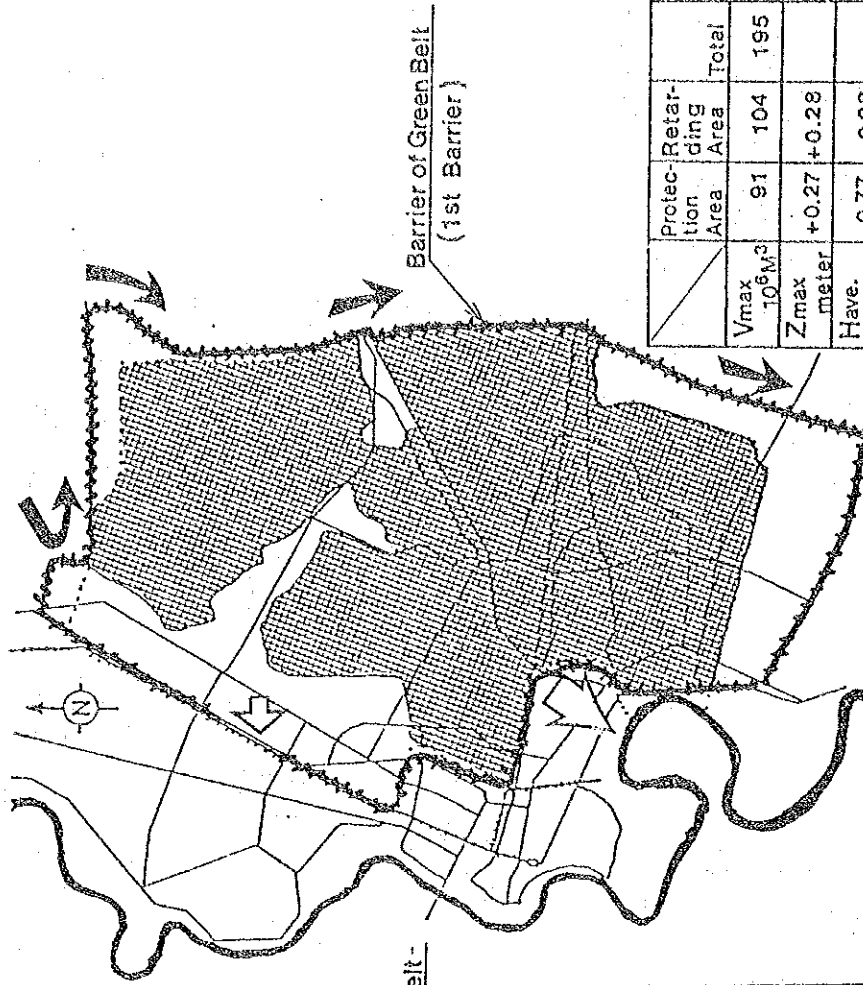 N
Barrier of Green Belt
(1st Barrier)
elt -
Protec-
tion
Area
Retar-
ding
Area
Total
Vmax
10⁶M³
91
104
195
Zmax
meter
+0.27
+0.28
Have.